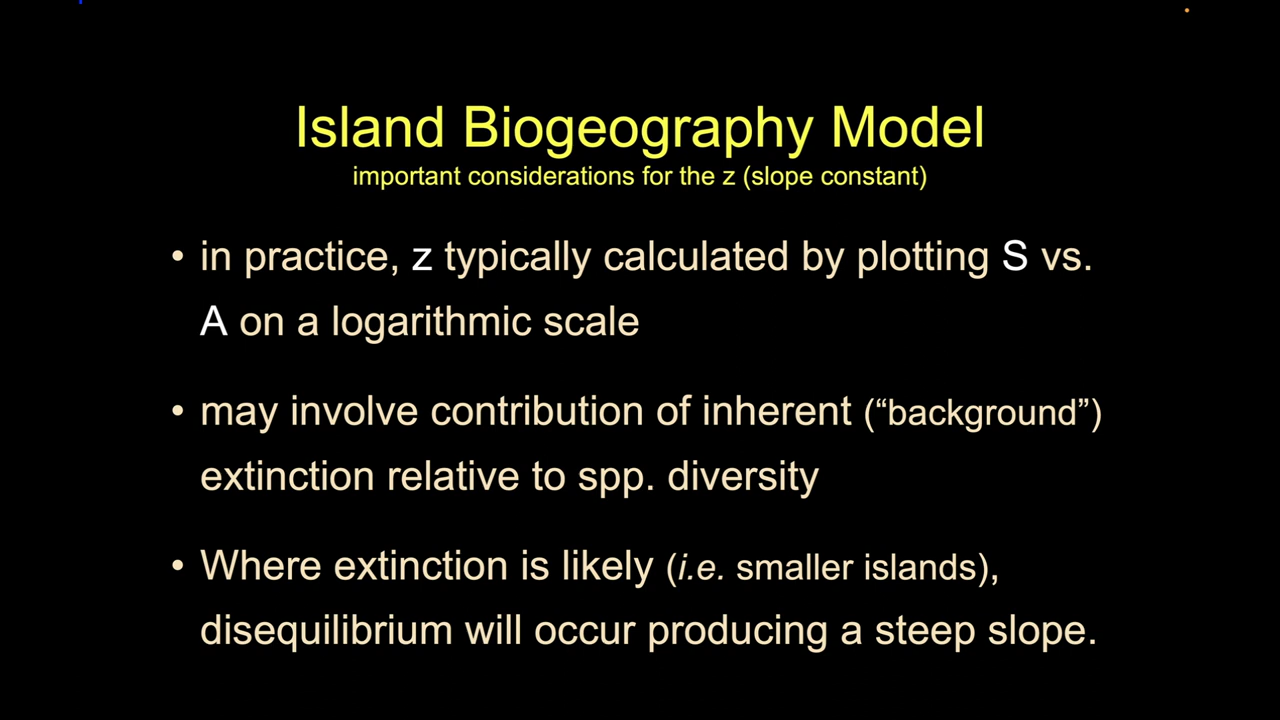 Island Biogeography Model
important considerations for the z (slope constant)
• in practice, z typically calculated by plotting S vs.
A on a logarithmic scale
• may involve contribution of inherent (“background”)
extinction relative to spp. diversity
• Where extinction is likely (i.e. smaller islands),
disequilibrium will occur producing a steep slope.